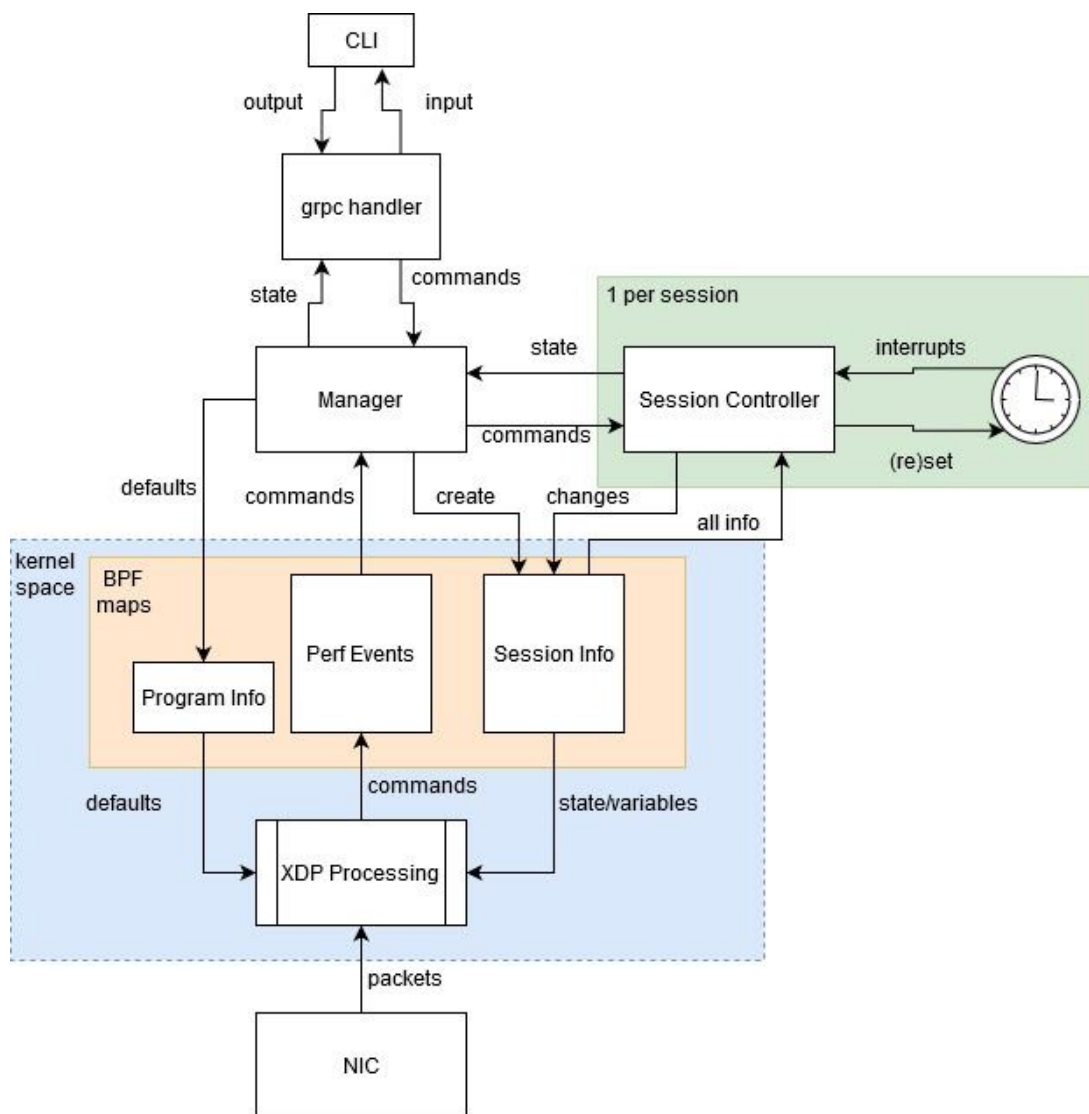 CLI
output
input
grpc handler
commands
state
1 per session
state
interrupts
Manager
Session Controller
commands
(re)set
defaults
commands
create
changes
all info
kernel
space
BPF
maps
Perf Events
Session Info
Program Info
defaults
commands
state/variables
XDP Processing
packets
NIC